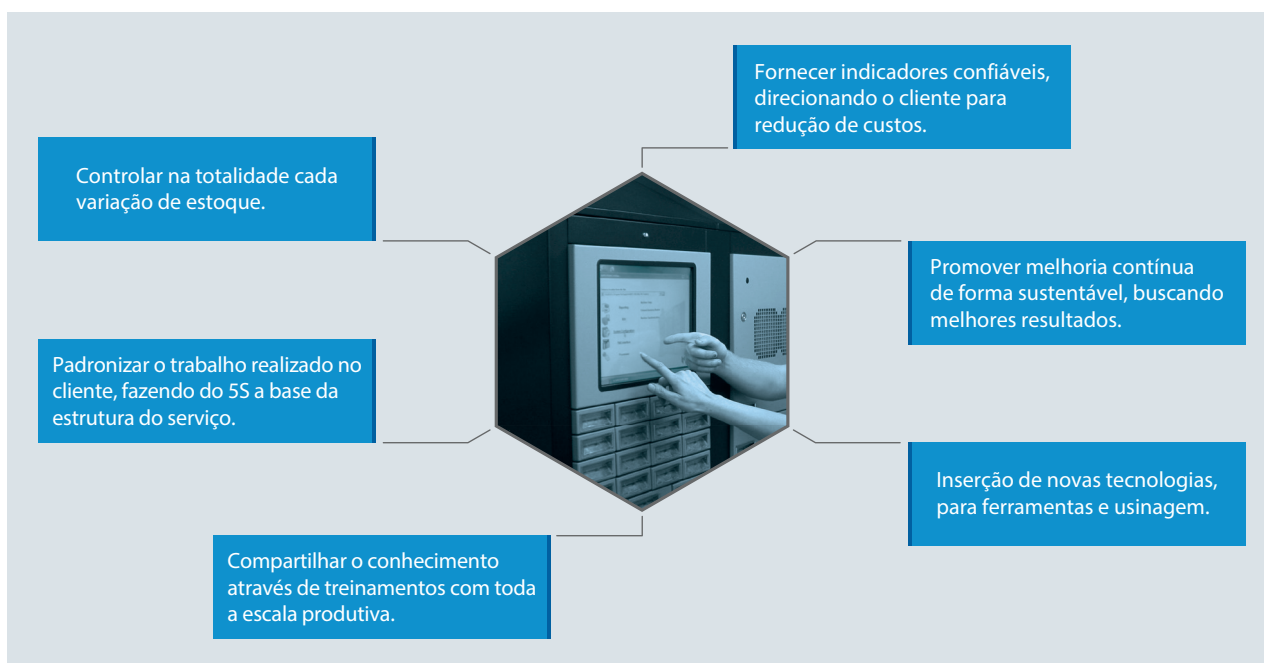 Fornecer indicadores confiáveis,
direcionando o cliente para
redução de custos.
Controlar na totalidade cada
variação de estoque.
Promover melhoria contínua
de forma sustentável, buscando
melhores resultados.
Padronizar o trabalho realizado no
cliente, fazendo do 5S a base da
estrutura do serviço.
Inserção de novas tecnologias,
para ferramentas e usinagem.
Compartilhar o conhecimento
através de treinamentos com toda
a escala produtiva.